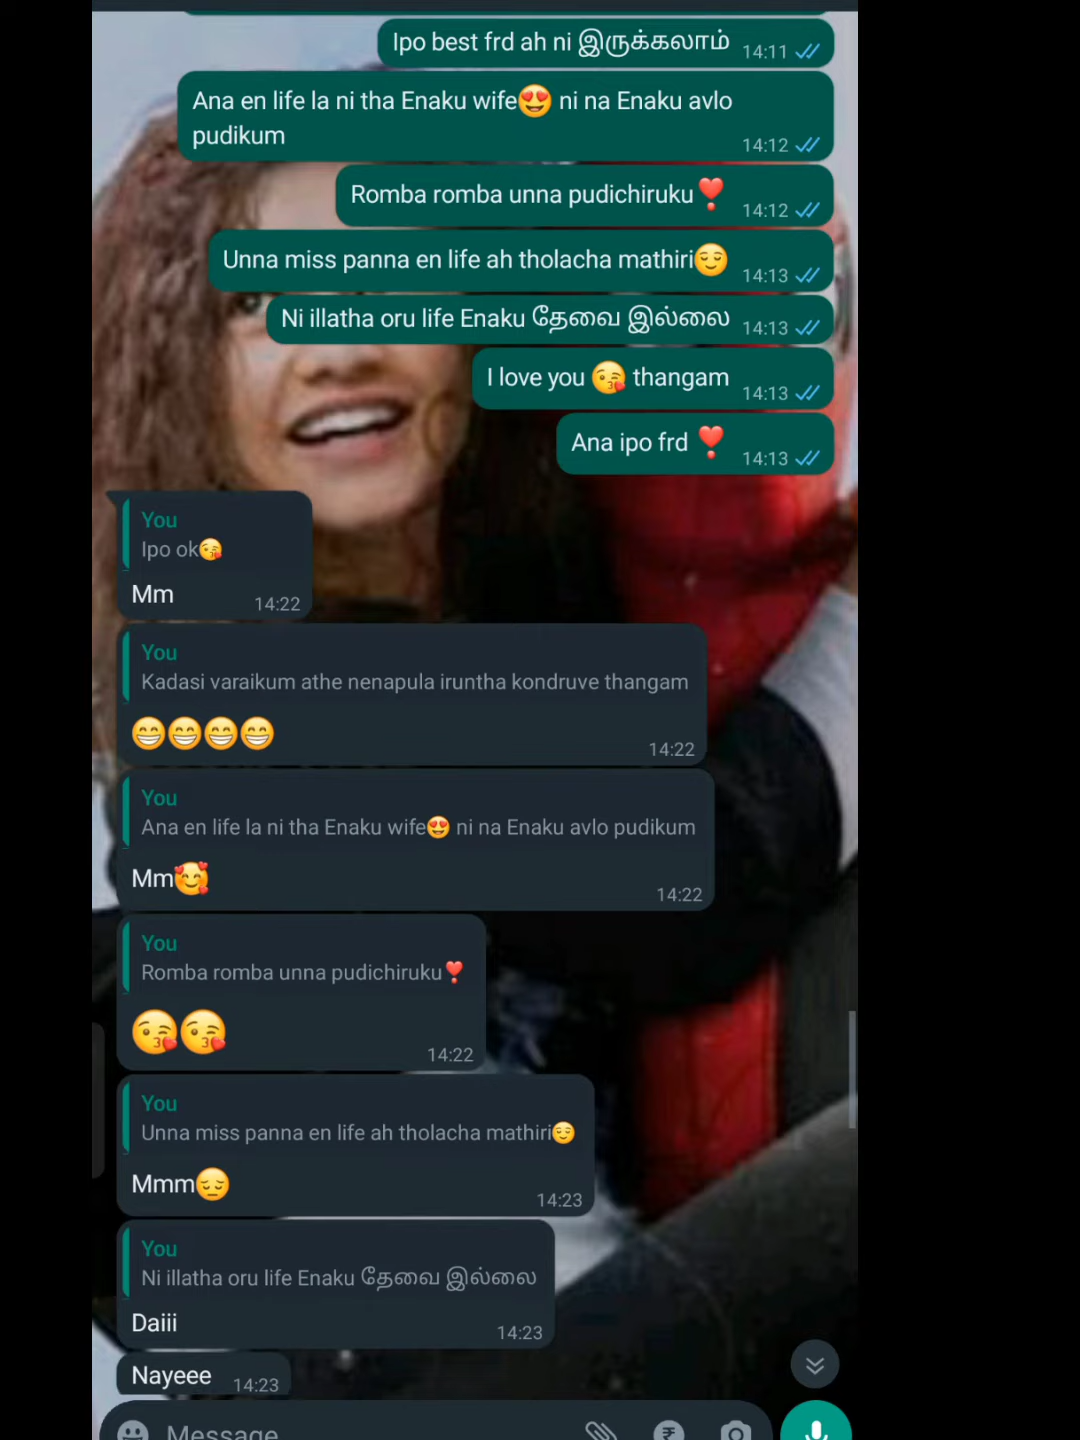 Ipo best frd ah ni இருக்கலாம் 14:11
Ana en life la ni tha Enaku wife😍 ni na Enaku avlo
pudikum 14:12
Romba romba unna pudichiruku❣️ 14:12
Unna miss panna en life ah tholacha mathiri😌 14:13
Ni illatha oru life Enaku தேவை இல்லை 14:13
I love you 😘 thangam 14:13
Ana ipo frd ❣️ 14:13
You
Ipo ok😘
Mm 14:22
You
Kadasi varaikum athe nenapula iruntha kondruve thangam
😁😁😁😁 14:22
You
Ana en life la ni tha Enaku wife😍 ni na Enaku avlo pudikum
Mm🥰 14:22
You
Romba romba unna pudichiruku❣️
😘😘 14:22
You
Unna miss panna en life ah tholacha mathiri😌
Mmm😔 14:23
You
Ni illatha oru life Enaku தேவை இல்லை
Daiii 14:23
Nayeee 14:23
Message